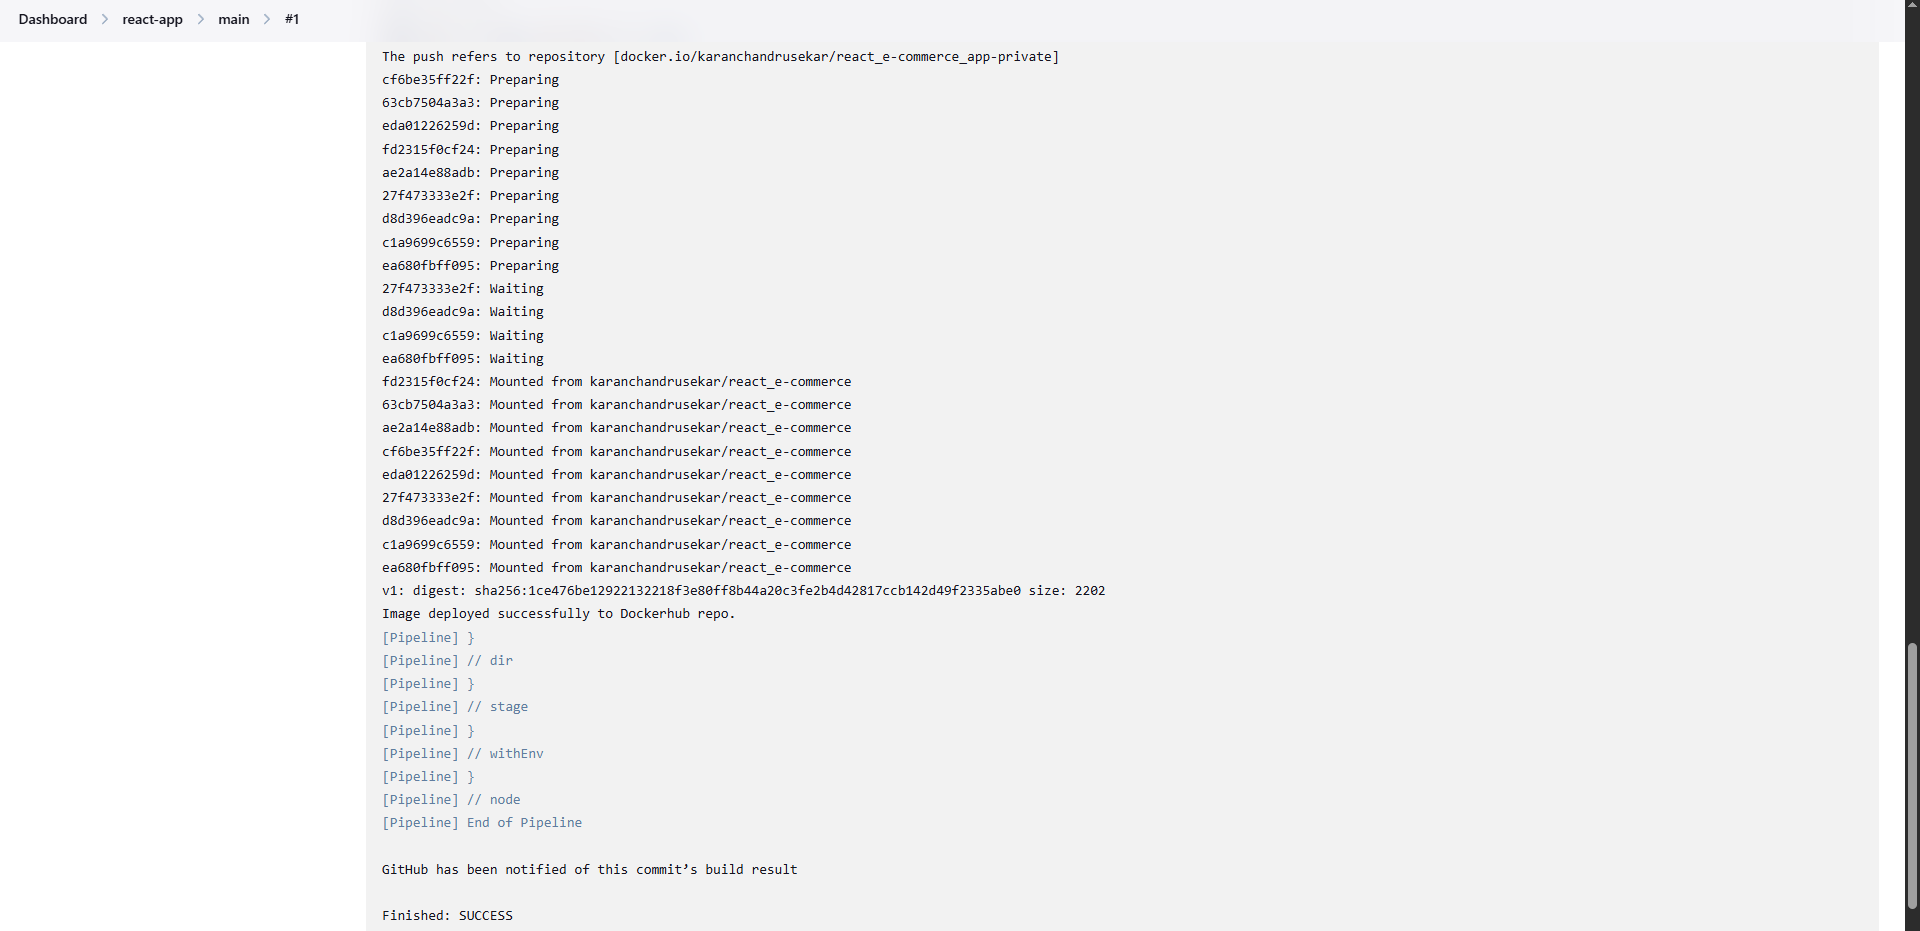 Dashboard > react-app > main > #1
The push refers to repository [docker.io/karanchandrusekar/react_e-commerce_app-private]
cf6be35ff22f: Preparing
63cb7504a3a3: Preparing
eda01226259d: Preparing
fd2315f0cf24: Preparing
ae2a14e88adb: Preparing
27f473333e2f: Preparing
d8d396eadc9a: Preparing
c1a9699c6559: Preparing
ea680fbff095: Preparing
27f473333e2f: Waiting
d8d396eadc9a: Waiting
c1a9699c6559: Waiting
ea680fbff095: Waiting
fd2315f0cf24: Mounted from karanchandrusekar/react_e-commerce
63cb7504a3a3: Mounted from karanchandrusekar/react_e-commerce
ae2a14e88adb: Mounted from karanchandrusekar/react_e-commerce
cf6be35ff22f: Mounted from karanchandrusekar/react_e-commerce
eda01226259d: Mounted from karanchandrusekar/react_e-commerce
27f473333e2f: Mounted from karanchandrusekar/react_e-commerce
d8d396eadc9a: Mounted from karanchandrusekar/react_e-commerce
c1a9699c6559: Mounted from karanchandrusekar/react_e-commerce
ea680fbff095: Mounted from karanchandrusekar/react_e-commerce
v1: digest: sha256:1ce476be12922132218f3e80ff8b44a20c3fe2b4d42817ccb142d49f2335abe0 size: 2202
Image deployed successfully to Dockerhub repo.
[Pipeline] }
[Pipeline] // dir
[Pipeline] }
[Pipeline] // stage
[Pipeline] }
[Pipeline] // withEnv
[Pipeline] }
[Pipeline] // node
[Pipeline] End of Pipeline
GitHub has been notified of this commit’s build result
Finished: SUCCESS